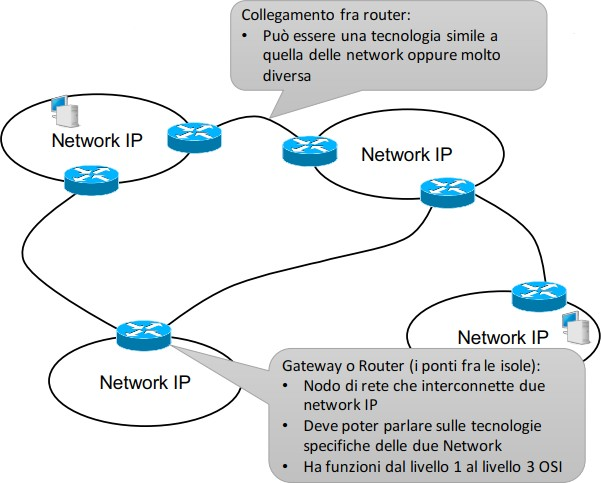 Collegamento fra router:
• Può essere una tecnologia simile a
quella delle network oppure molto
diversa
Network IP
Network IP
Network IP
Network IP
Gateway o Router (i ponti fra le isole):
• Nodo di rete che interconnette due
network IP
• Deve poter parlare sulle tecnologie
specifiche delle due Network
• Ha funzioni dal livello 1 al livello 3 OSI